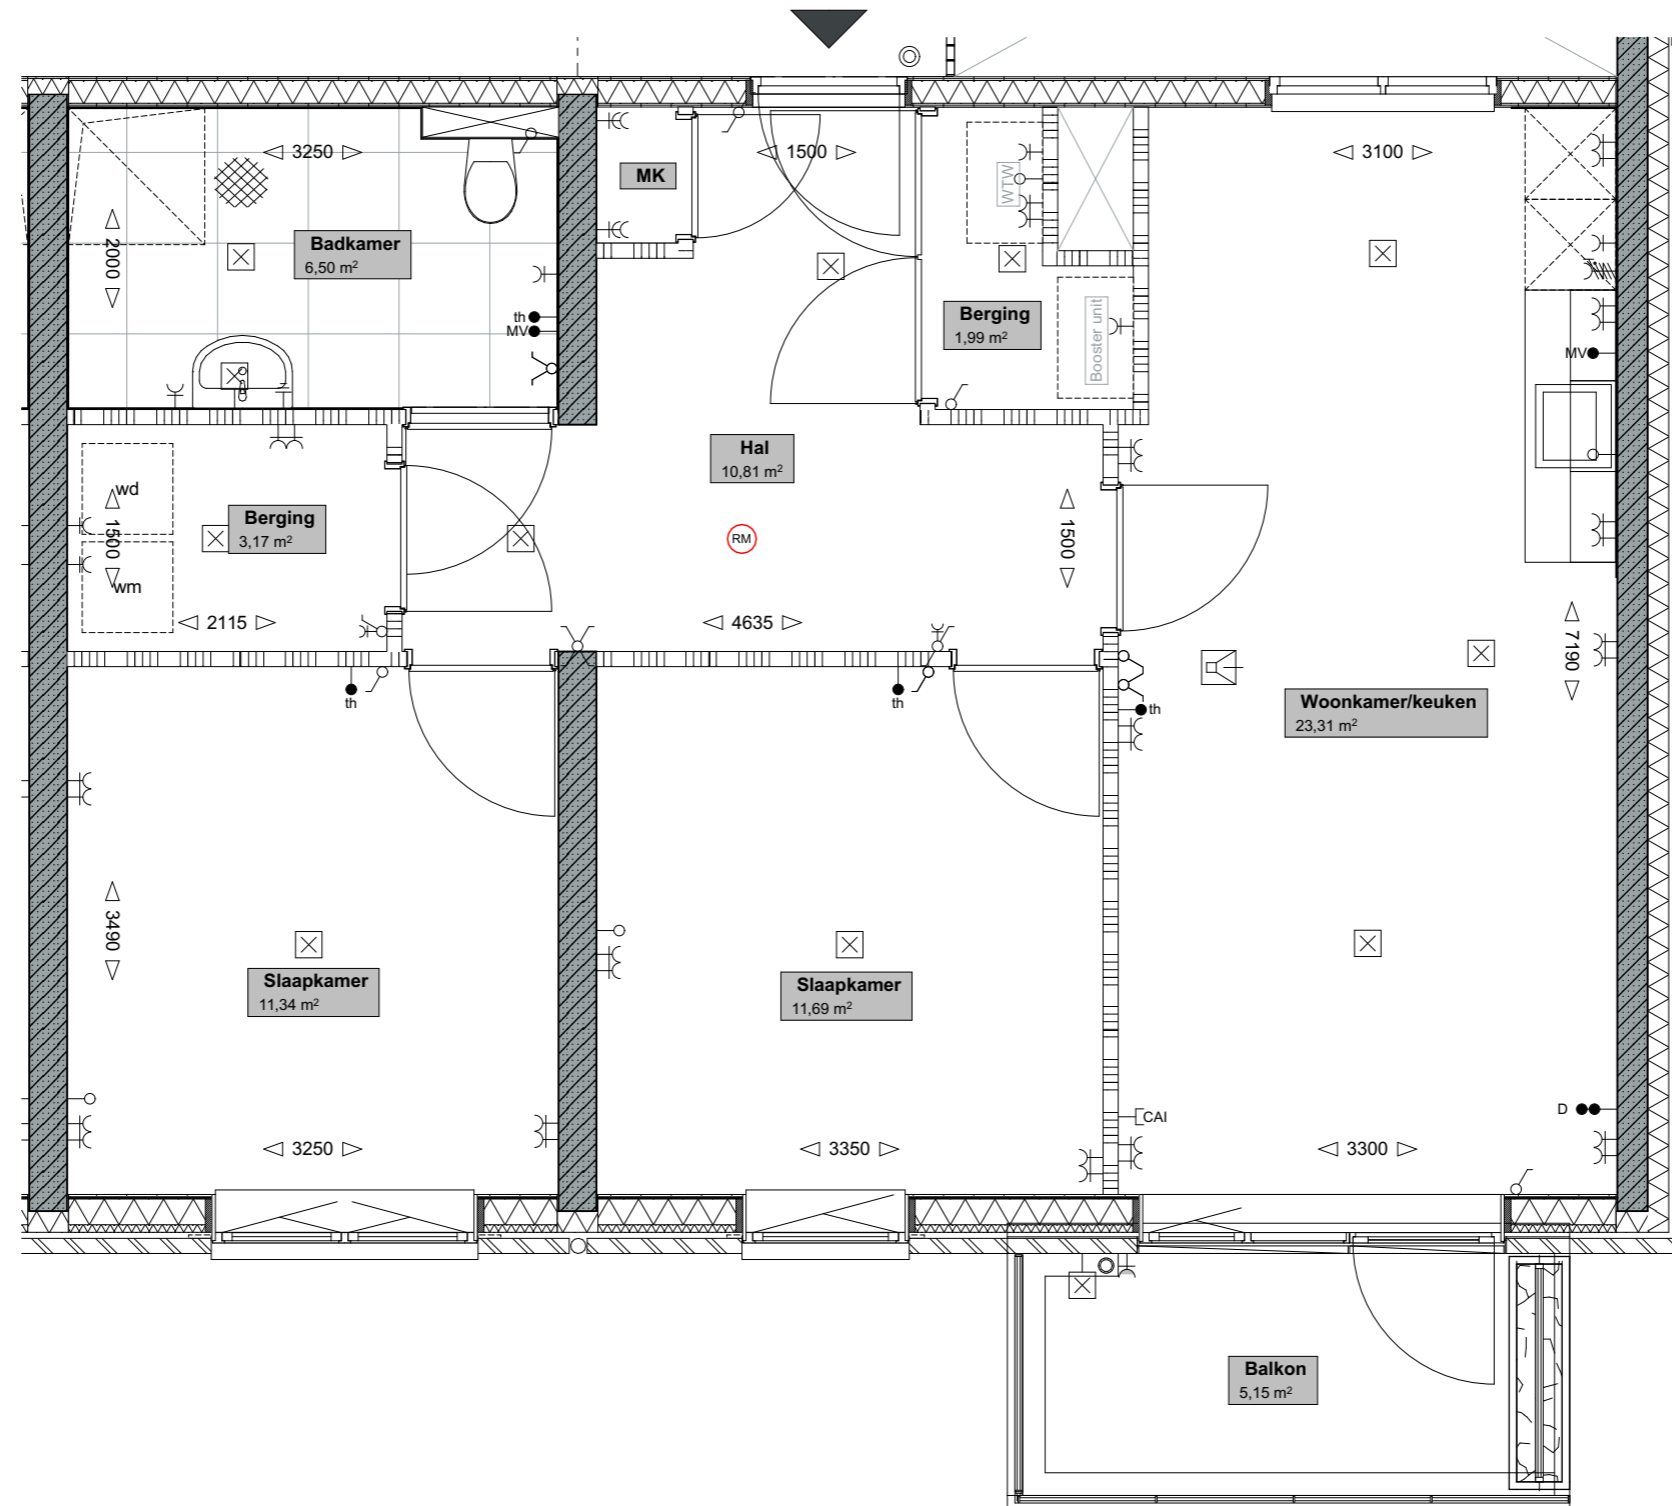 3250
1500
3100
MK
WTW
2000
Badkamer
6,50 m²
th
MV
Berging
1,99 m²
Booster unit
MV
Hal
10,81 m²
wd
1500
wm
Berging
3,17 m²
RM
1500
2115
4635
7190
th
th
th
Woonkamer/keuken
23,31 m²
3490
Slaapkamer
11,34 m²
Slaapkamer
11,69 m²
CAI
D
3250
3350
3300
Balkon
5,15 m²